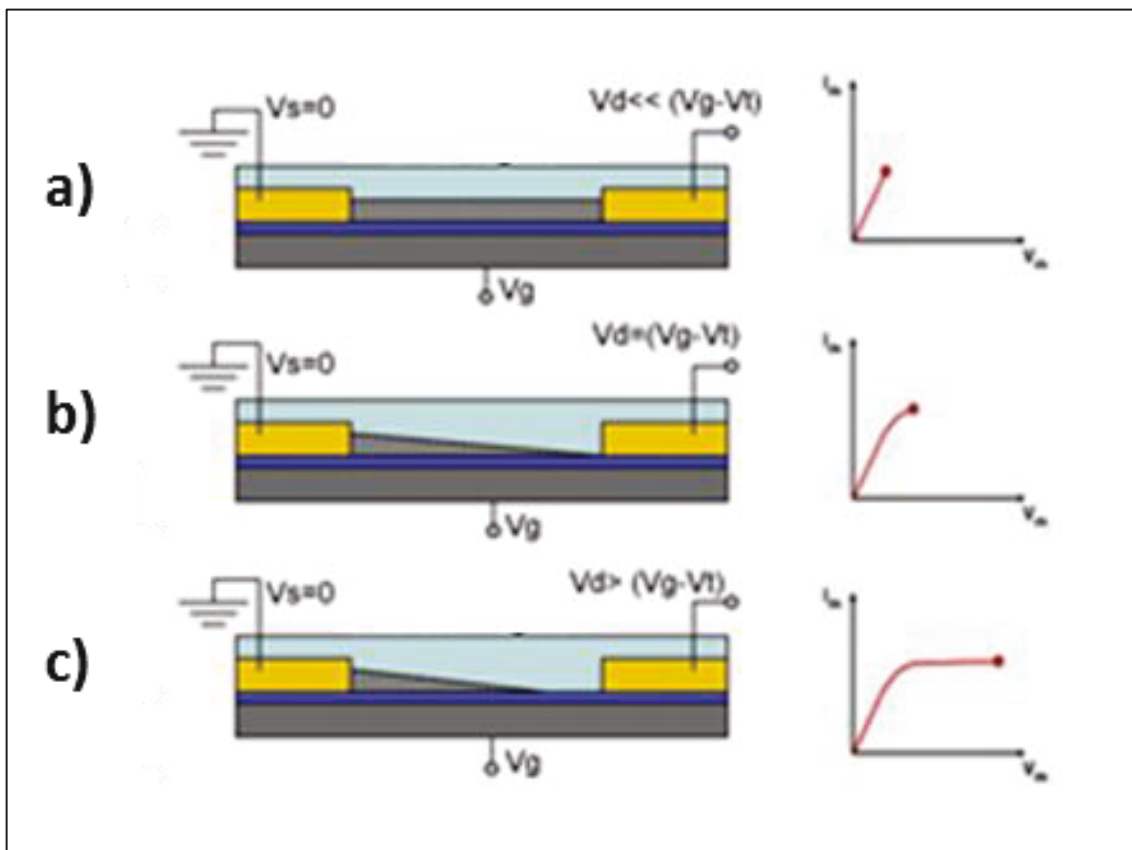 a)
Vs=0
Vd<< (Vg-Vt)
Vg
b)
Vs=0
Vd=(Vg-Vt)
Vg
c)
Vs=0
Vd> (Vg-Vt)
Vg